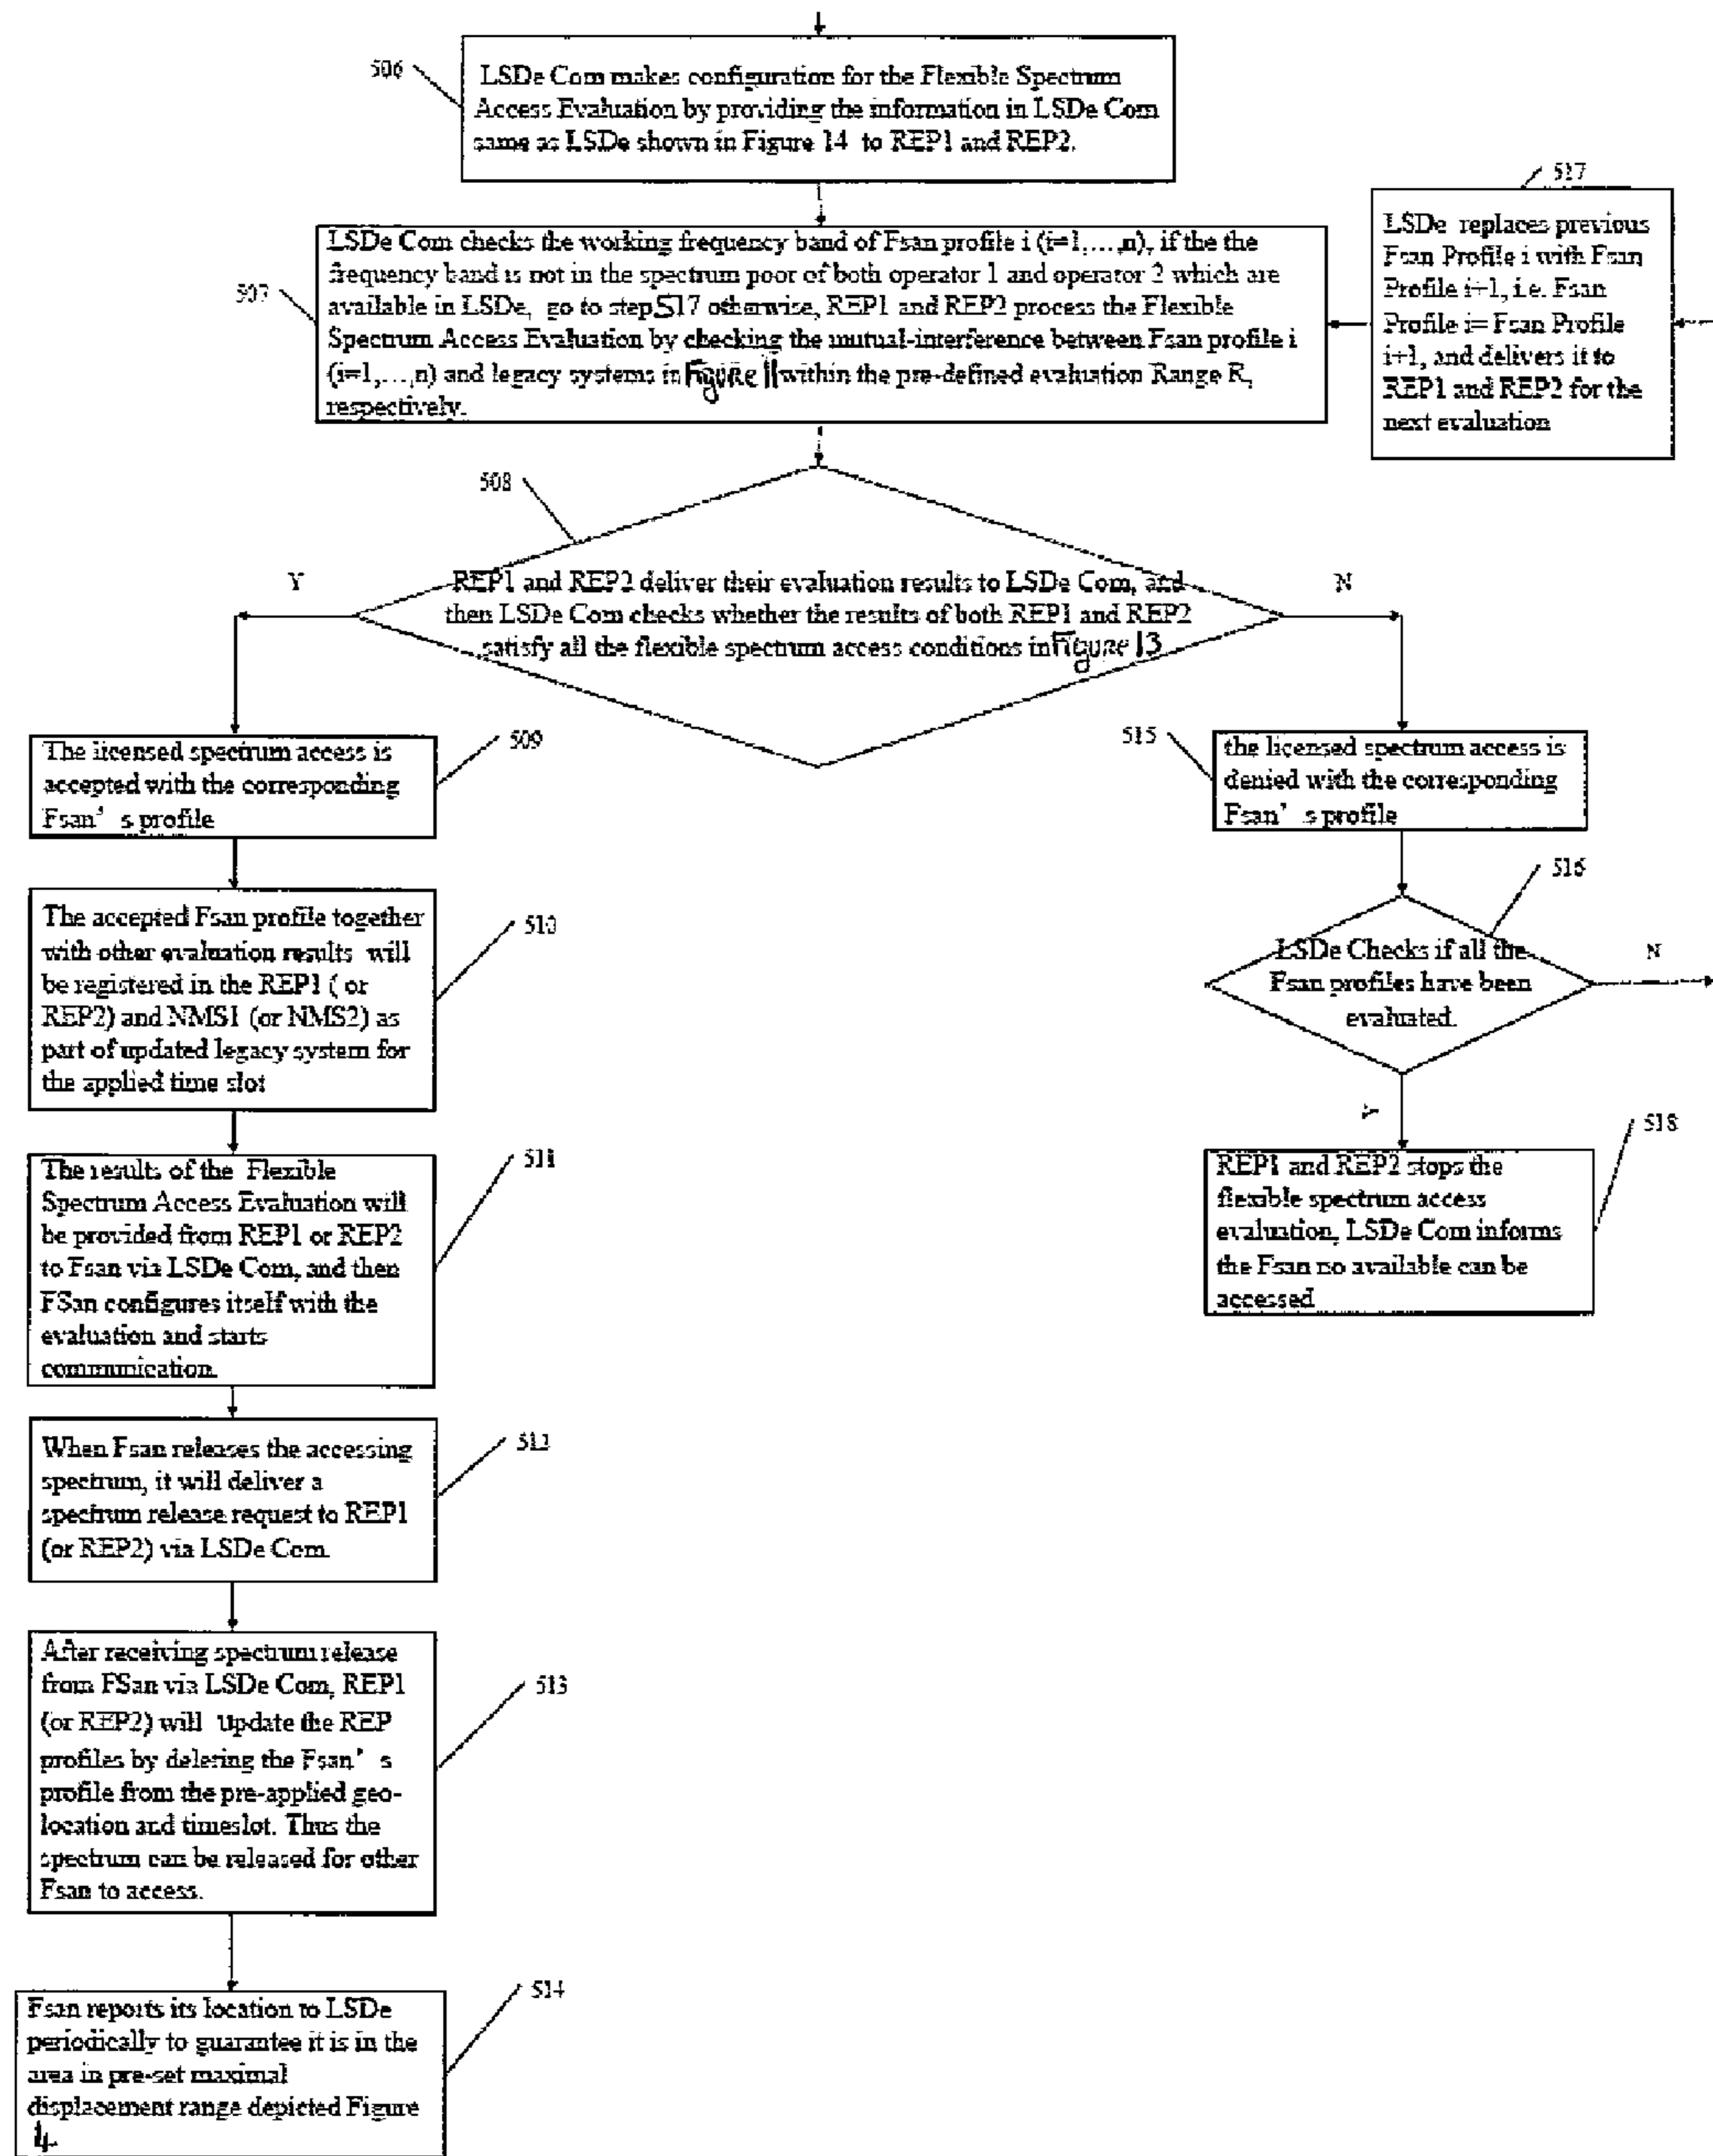 506
LSDe Com makes configuration for the Flexible Spectrum
Access Evaluation by providing the information in LSDe Com
same as LSDe shown in Figure 14 to REP1 and REP2.
517
LSDe replaces previous
Fsan Profile i with Fsan
Profile i+1, i.e. Fsan
Profile i= Fsan Profile
i+1, and delivers it to
REP1 and REP2 for the
next evaluation
507
LSDe Com checks the working frequency band of Fsan profile i (i=1,...,n), if the the
frequency band is not in the spectrum poor of both operator 1 and operator 2 which are
available in LSDe, go to step 517 otherwise, REP1 and REP2 process the Flexible
Spectrum Access Evaluation by checking the mutual-interference between Fsan profile i
(i=1,...,n) and legacy systems in Figure 11 within the pre-defined evaluation Range R,
respectively.
508
Y
N
REP1 and REP2 deliver their evaluation results to LSDe Com, and
then LSDe Com checks whether the results of both REP1 and REP2
satisfy all the flexible spectrum access conditions in Figure 13
509
The licensed spectrum access is
accepted with the corresponding
Fsan's profile
515
the licensed spectrum access is
denied with the corresponding
Fsan's profile
510
The accepted Fsan profile together
with other evaluation results will
be registered in the REP1 ( or
REP2) and NMS1 (or NMS2) as
part of updated legacy system for
the applied time slot
516
LSDe Checks if all the
Fsan profiles have been
evaluated.
N
Y
511
The results of the Flexible
Spectrum Access Evaluation will
be provided from REP1 or REP2
to Fsan via LSDe Com, and then
FSan configures itself with the
evaluation and starts
communication.
518
REP1 and REP2 stops the
flexible spectrum access
evaluation, LSDe Com informs
the Fsan no available can be
accessed
512
When Fsan releases the accessing
spectrum, it will deliver a
spectrum release request to REP1
(or REP2) via LSDe Com.
513
After receiving spectrum release
from FSan via LSDe Com, REP1
(or REP2) will update the REP
profiles by deleting the Fsan's
profile from the pre-applied geo-
location and timeslot. Thus the
spectrum can be released for other
Fsan to access.
514
Fsan reports its location to LSDe
periodically to guarantee it is in the
area in pre-set maximal
displacement range depicted Figure
4.